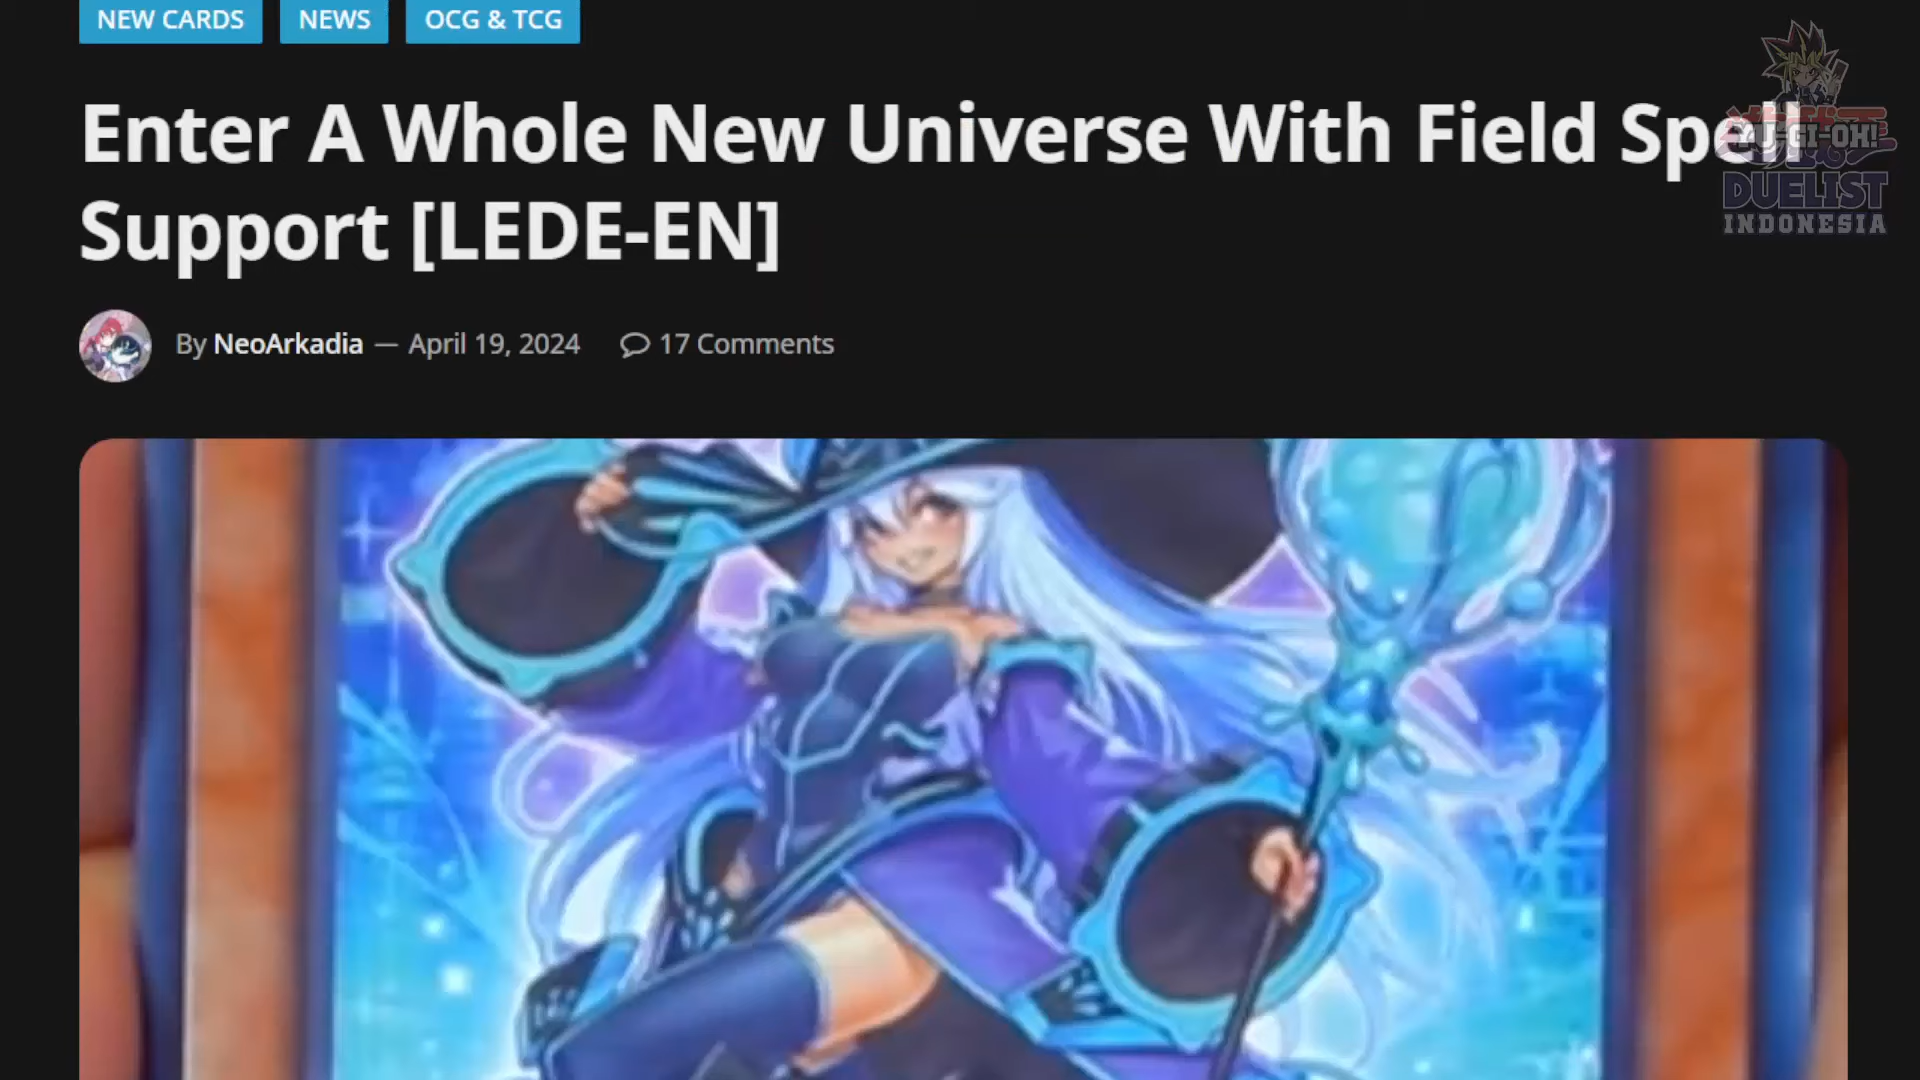 NEW CARDS NEWS OCG & TCG
Enter A Whole New Universe With Field Spell
Support [LEDE-EN]
By NeoArkadia — April 19, 2024 17 Comments
YU-GI-OH!
DUELIST
INDONESIA